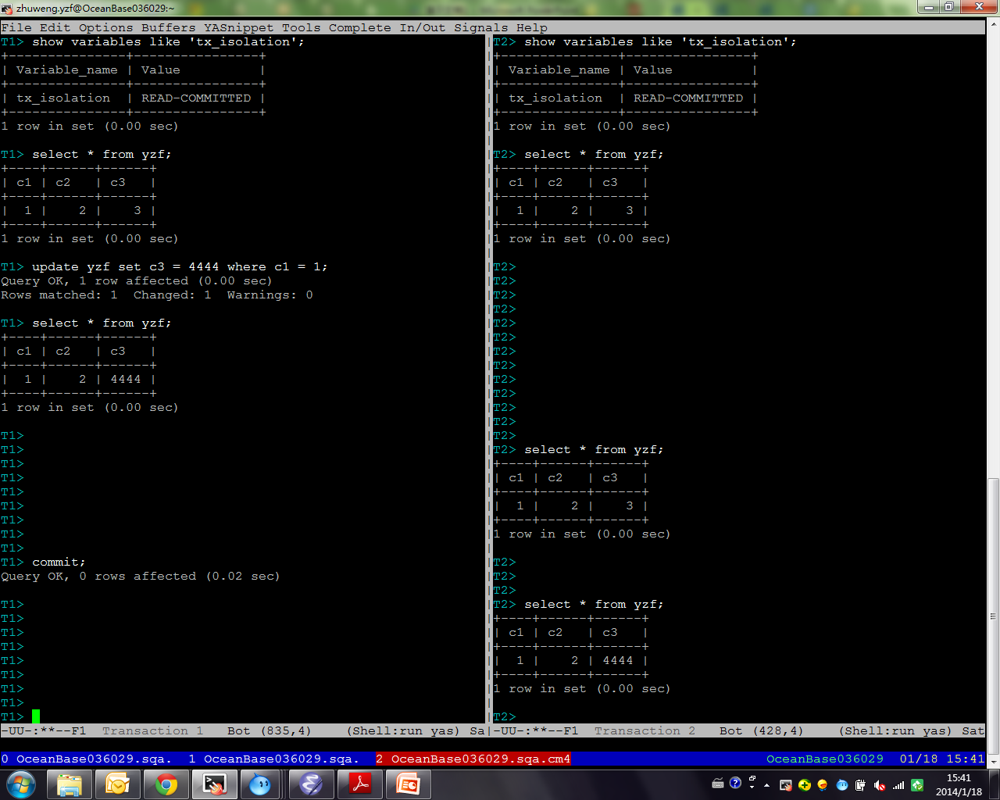 zhuweng.yzf@OceanBase036029:~
File Edit Options Buffers YASnippet Tools Complete In/Out Signals Help
T1> show variables like 'tx_isolation';
+---------------+----------------+
| Variable_name | Value          |
+---------------+----------------+
| tx_isolation  | READ-COMMITTED |
+---------------+----------------+
1 row in set (0.00 sec)
T1> select * from yzf;
+----+------+------+
| c1 | c2   | c3   |
+----+------+------+
|  1 |    2 |    3 |
+----+------+------+
1 row in set (0.00 sec)
T1> update yzf set c3 = 4444 where c1 = 1;
Query OK, 1 row affected (0.00 sec)
Rows matched: 1  Changed: 1  Warnings: 0
T1> select * from yzf;
+----+------+------+
| c1 | c2   | c3   |
+----+------+------+
|  1 |    2 | 4444 |
+----+------+------+
1 row in set (0.00 sec)
T1>
T1>
T1>
T1>
T1>
T1>
T1>
T1>
T1>
T1> commit;
Query OK, 0 rows affected (0.02 sec)
T1>
T1>
T1>
T1>
T1>
T1>
T1>
T1>
T1>
-UU-:**--F1  Transaction 1   Bot (835,4)    (Shell:run yas) Sa
T2> show variables like 'tx_isolation';
+---------------+----------------+
| Variable_name | Value          |
+---------------+----------------+
| tx_isolation  | READ-COMMITTED |
+---------------+----------------+
1 row in set (0.00 sec)
T2> select * from yzf;
+----+------+------+
| c1 | c2   | c3   |
+----+------+------+
|  1 |    2 |    3 |
+----+------+------+
1 row in set (0.00 sec)
T2>
T2>
T2>
T2>
T2>
T2>
T2>
T2>
T2>
T2>
T2>
T2>
T2>
T2> select * from yzf;
+----+------+------+
| c1 | c2   | c3   |
+----+------+------+
|  1 |    2 |    3 |
+----+------+------+
1 row in set (0.00 sec)
T2>
T2>
T2>
T2> select * from yzf;
+----+------+------+
| c1 | c2   | c3   |
+----+------+------+
|  1 |    2 | 4444 |
+----+------+------+
1 row in set (0.00 sec)
T2>
-UU-:**--F1  Transaction 2   Bot (428,4)    (Shell:run yas) Sat
0 OceanBase036029.sqa.  1 OceanBase036029.sqa.  2 OceanBase036029.sqa.cm4 OceanBase036029  01/18 15:41
15:41
2014/1/18